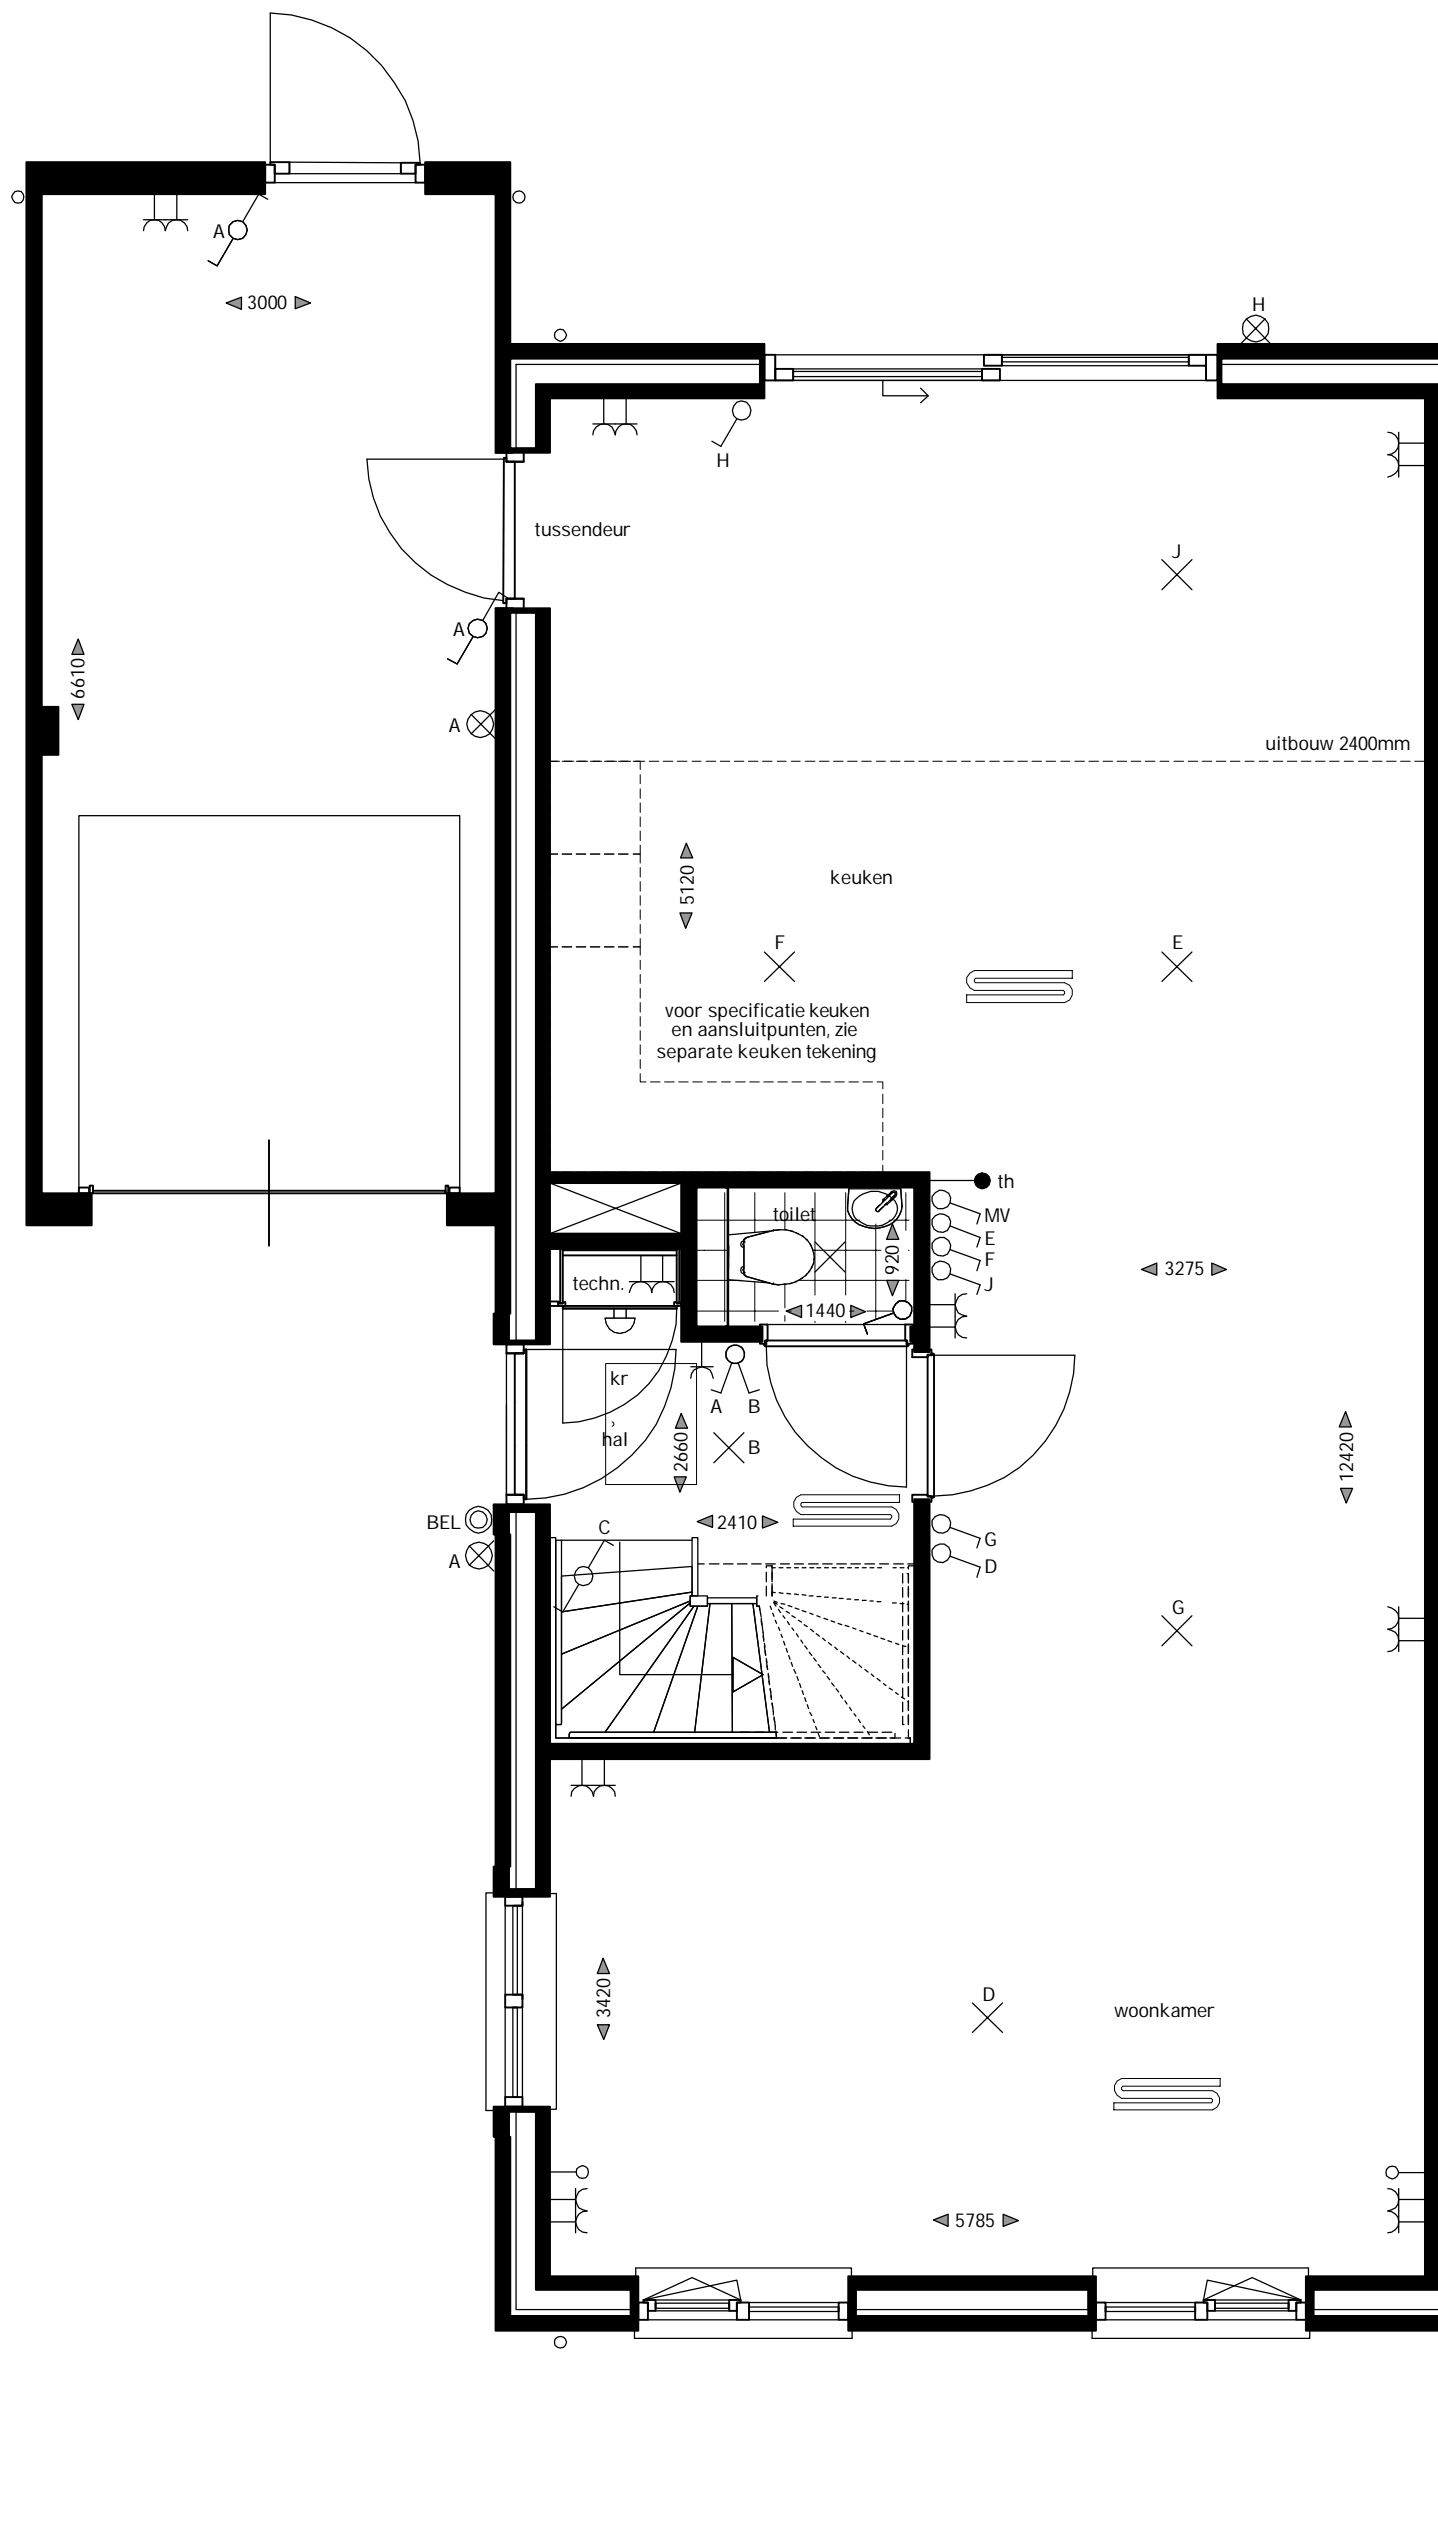 A
3000
H
H
tussendeur
J
A
6610
A
uitbouw 2400mm
5120
keuken
F
E
voor specificatie keuken
en aansluitpunten, zie
separate keuken tekening
th
toilet
MV
E
920
F
3275
techn.
J
1440
kr
A
B
,
hal
B
2660
12420
BEL
2410
C
G
A
D
G
D
3420
woonkamer
5785